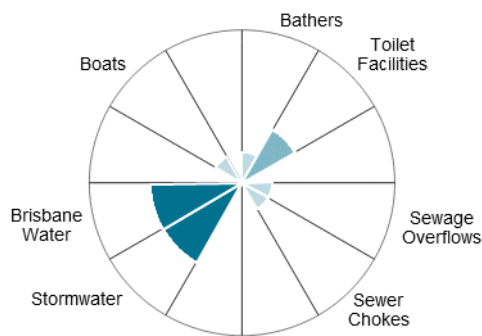 Bathers
Toilet
Facilities
Boats
Brisbane
Water
Sewage
Overflows
Stormwater
Sewer
Chokes